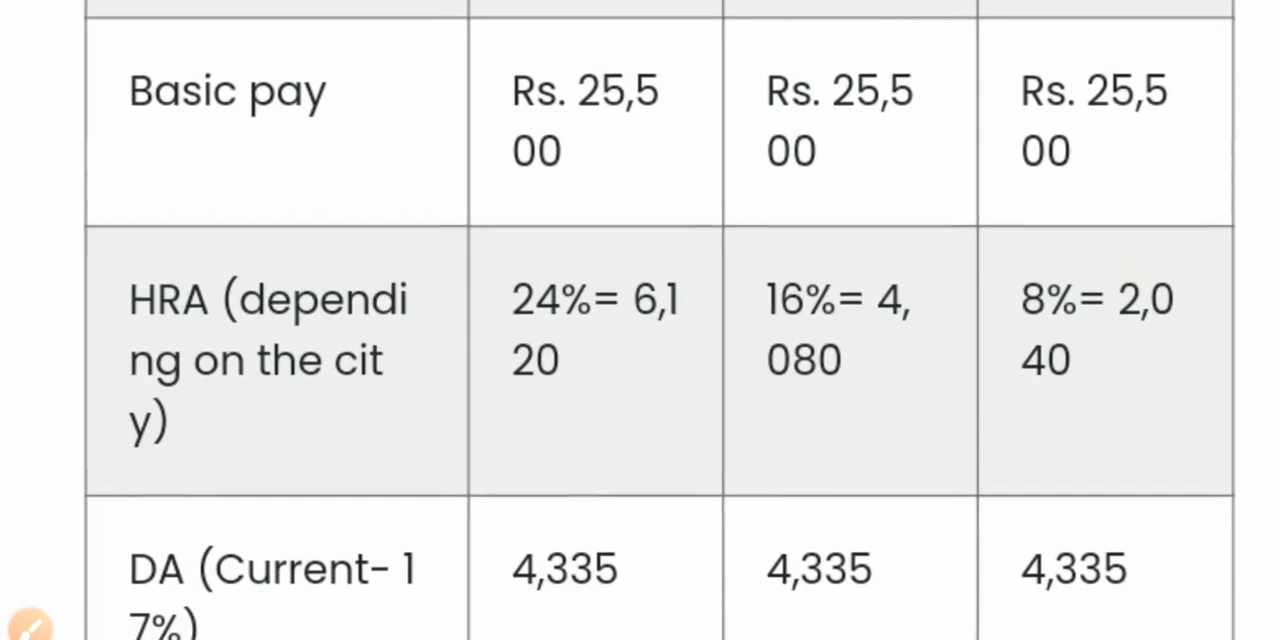 Basic pay Rs. 25,5 Rs. 25,5 Rs. 25,5
00 00 00
HRA (dependi 24%= 6,1 16%= 4, 8%= 2,0
ng on the cit 20 080 40
y)
DA (Current- 1 4,335 4,335 4,335
7%)